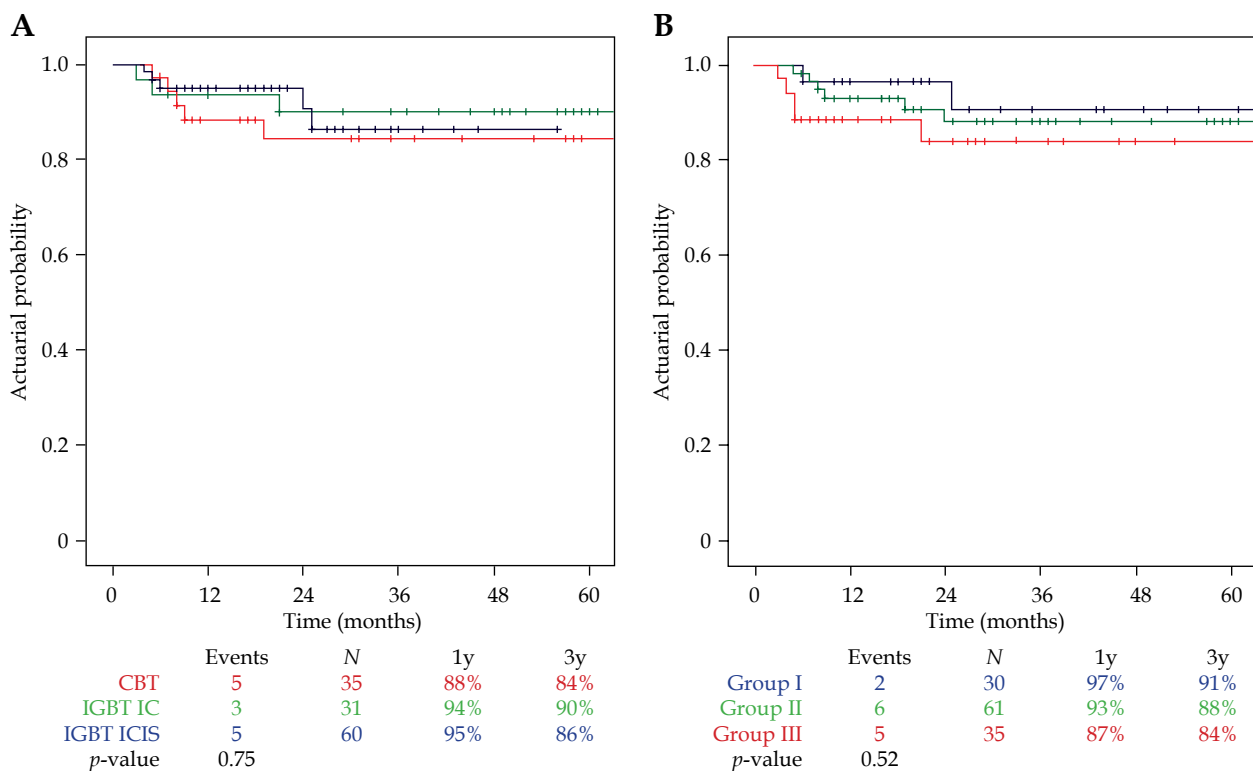 A
1.0
0.8
0.6
0.4
0.2
0
Actuarial probability
0 12 24 36 48 60
Time (months)
Events N 1y 3y
CBT 5 35 88% 84%
IGBT IC 3 31 94% 90%
IGBT ICIS 5 60 95% 86%
p-value 0.75
B
1.0
0.8
0.6
0.4
0.2
0
Actuarial probability
0 12 24 36 48 60
Time (months)
Events N 1y 3y
Group I 2 30 97% 91%
Group II 6 61 93% 88%
Group III 5 35 87% 84%
p-value 0.52